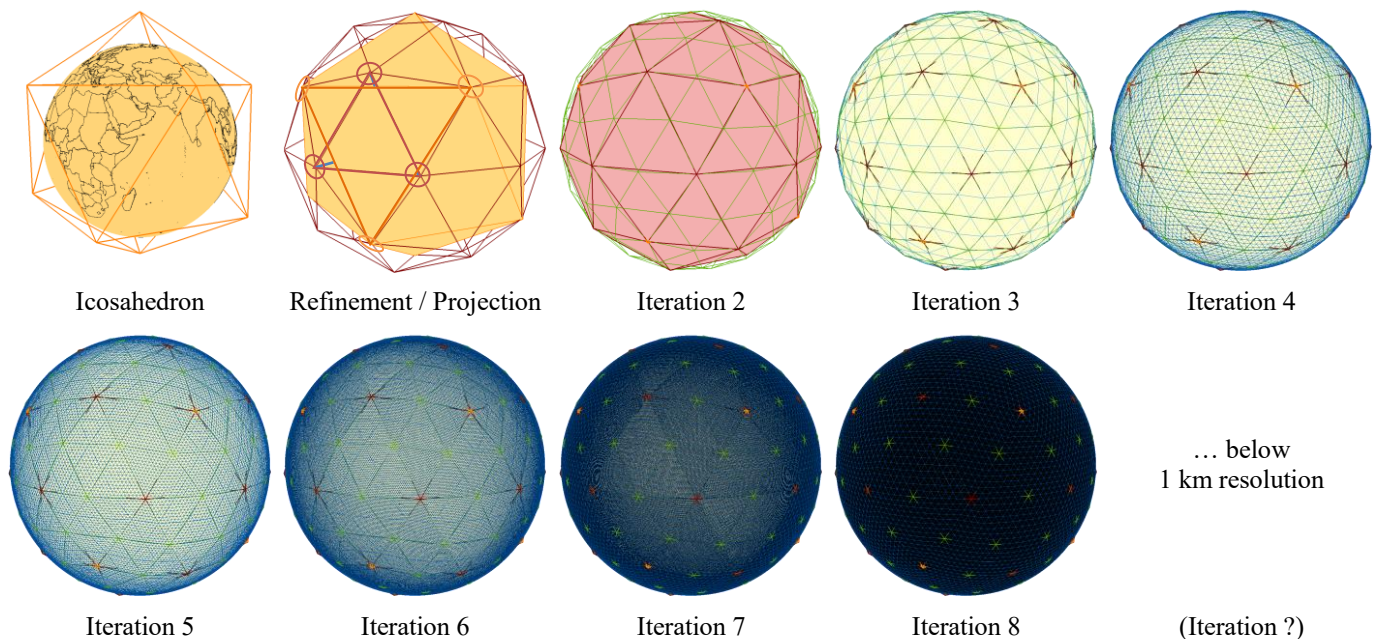 Icosahedron
Refinement / Projection
Iteration 2
Iteration 3
Iteration 4
… below
1 km resolution
Iteration 5
Iteration 6
Iteration 7
Iteration 8
(Iteration ?)